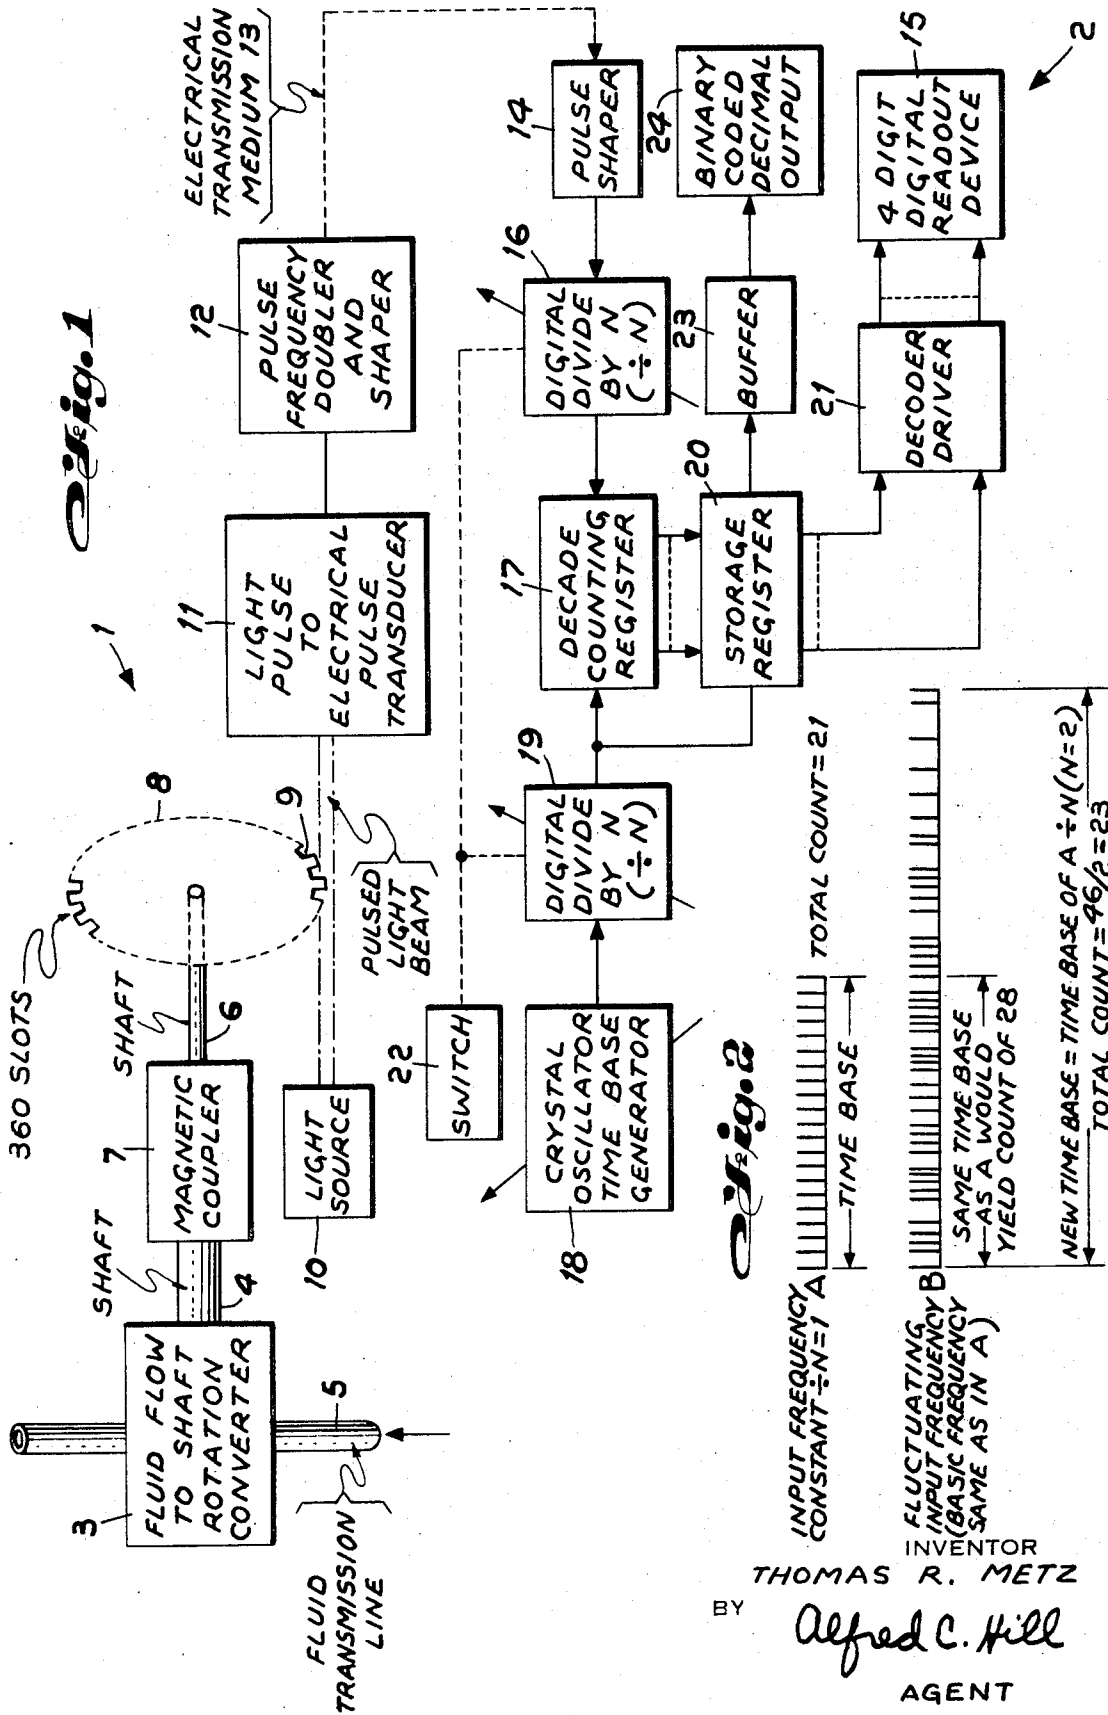 Fig. 1
360 SLOTS
8
1
SHAFT
SHAFT
7
MAGNETIC
COUPLER
6
4
3
FLUID FLOW
TO SHAFT
ROTATION
CONVERTER
5
FLUID
TRANSMISSION
LINE
9
10
LIGHT
SOURCE
PULSED
LIGHT
BEAM
11
LIGHT
PULSE
TO
ELECTRICAL
PULSE
TRANSDUCER
12
PULSE
FREQUENCY
DOUBLER
AND
SHAPER
ELECTRICAL
TRANSMISSION
MEDIUM 13
22
SWITCH
18
CRYSTAL
OSCILLATOR
TIME BASE
GENERATOR
19
DIGITAL
DIVIDE
BY N
(÷N)
17
DECADE
COUNTING
REGISTER
16
DIGITAL
DIVIDE
BY N
(÷N)
14
PULSE
SHAPER
20
STORAGE
REGISTER
23
BUFFER
24
BINARY
CODED
DECIMAL
OUTPUT
21
DECODER
DRIVER
15
4 DIGIT
DIGITAL
READOUT
DEVICE
2
Fig. 2
INPUT FREQUENCY
CONSTANT ÷N=1
A
TIME BASE
TOTAL COUNT=21
FLUCTUATING
INPUT FREQUENCY
(BASIC FREQUENCY
SAME AS IN A)
B
SAME TIME BASE
AS A WOULD
YIELD COUNT OF 28
NEW TIME BASE = TIME BASE OF A ÷N(N=2)
TOTAL COUNT=46/2=23
INVENTOR
THOMAS R. METZ
BY
Alfred C. Hill
AGENT